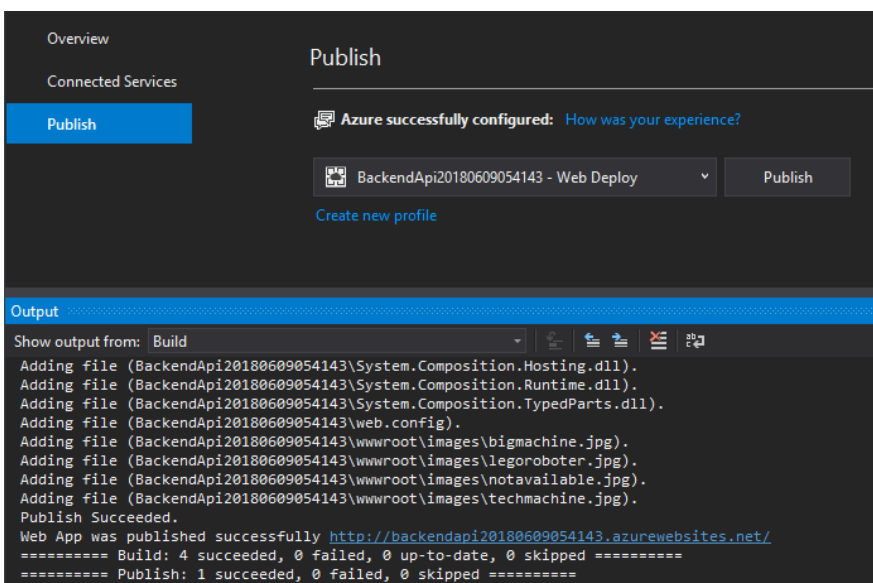 Overview
Connected Services
Publish
Publish
Azure successfully configured: How was your experience?
BackendApi20180609054143 - Web Deploy
Publish
Create new profile
Output
Show output from: Build
Adding file (BackendApi20180609054143\System.Composition.Hosting.dll).
Adding file (BackendApi20180609054143\System.Composition.Runtime.dll).
Adding file (BackendApi20180609054143\System.Composition.TypedParts.dll).
Adding file (BackendApi20180609054143\web.config).
Adding file (BackendApi20180609054143\wwwroot\images\bigmachine.jpg).
Adding file (BackendApi20180609054143\wwwroot\images\legoroboter.jpg).
Adding file (BackendApi20180609054143\wwwroot\images\notavailable.jpg).
Adding file (BackendApi20180609054143\wwwroot\images\techmachine.jpg).
Publish Succeeded.
Web App was published successfully http://backendapi20180609054143.azurewebsites.net/
========== Build: 4 succeeded, 0 failed, 0 up-to-date, 0 skipped ==========
========== Publish: 1 succeeded, 0 failed, 0 skipped ==========